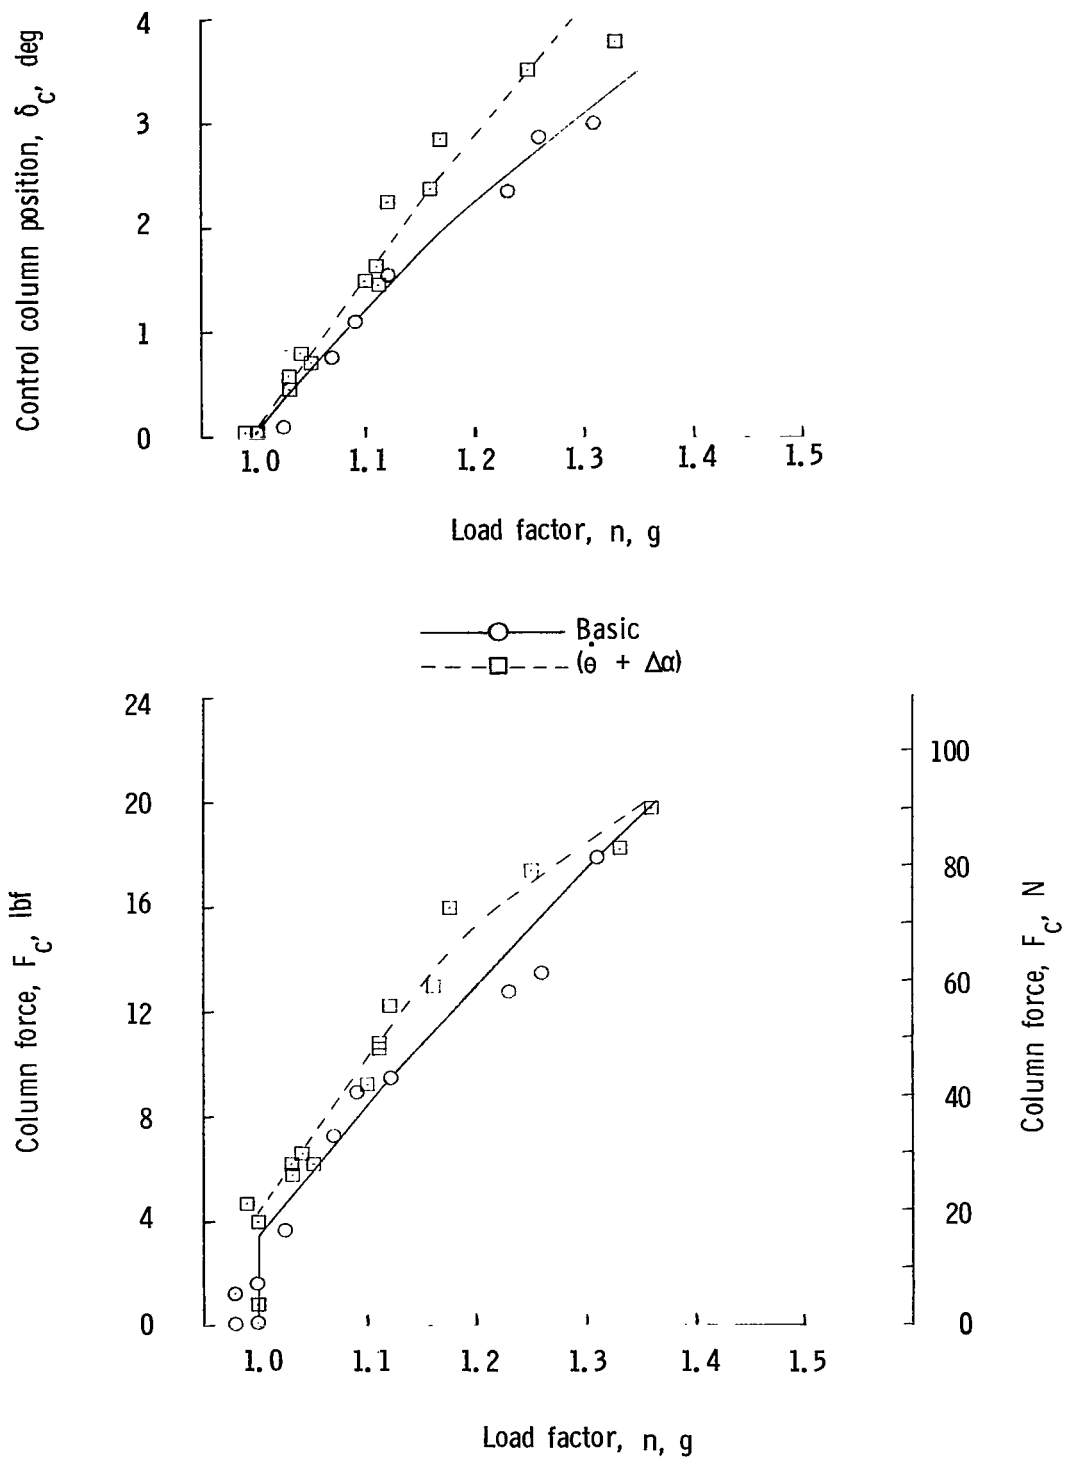 Control column position, δc, deg
4
3
2
1
0
1.0 1.1 1.2 1.3 1.4 1.5
Load factor, n, g
Basic
(θ̇ + Δα)
Column force, Fc, lbf
24
20
16
12
8
4
0
1.0 1.1 1.2 1.3 1.4 1.5
Load factor, n, g
100
80
60
40
20
0
Column force, Fc, N